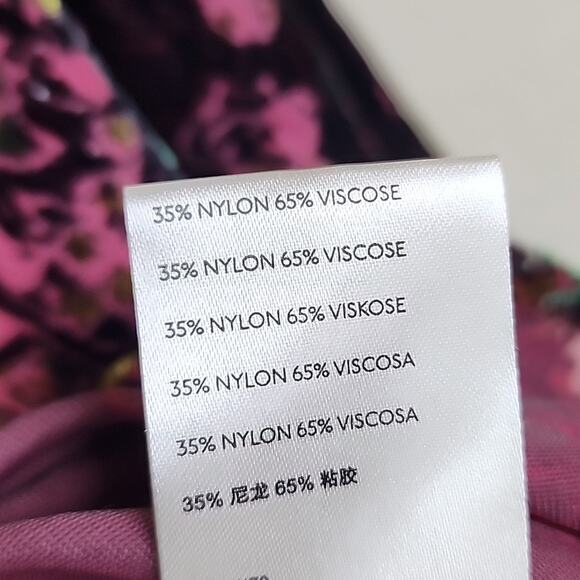 35% NYLON 65% VISCOSE
35% NYLON 65% VISCOSE
35% NYLON 65% VISKOSE
35% NYLON 65% VISCOSA
35% NYLON 65% VISCOSA
35% 尼龙 65% 粘胶